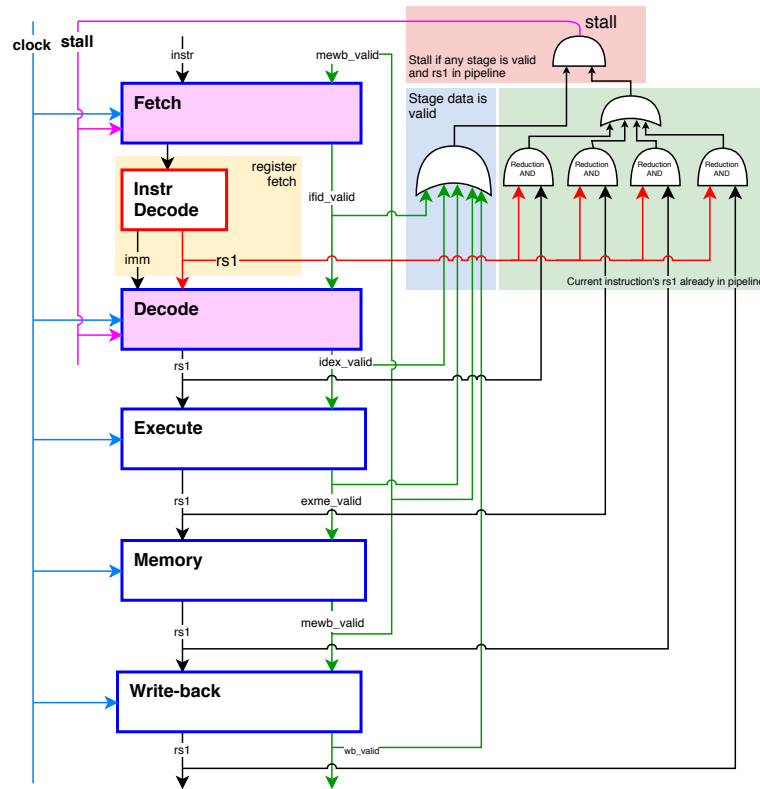 clock
stall
instr
mewb_valid
stall
Stall if any stage is valid
and rs1 in pipeline
Fetch
Stage data is
valid
Reduction
AND
Reduction
AND
Reduction
AND
Reduction
AND
register
fetch
Instr
Decode
ifid_valid
imm
rs1
Current instruction's rs1 already in pipeline
Decode
rs1
idex_valid
Execute
rs1
exme_valid
Memory
rs1
mewb_valid
Write-back
rs1
wb_valid